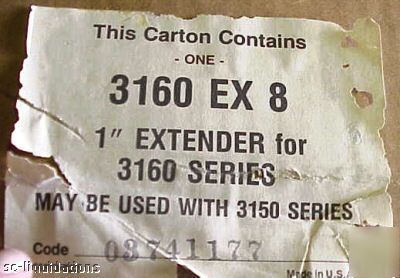 This Carton Contains
- ONE -
3160 EX 8
1" EXTENDER for
3160 SERIES
MAY BE USED WITH 3150 SERIES
Code 03741177
Made in U.S.
sc-liquidations